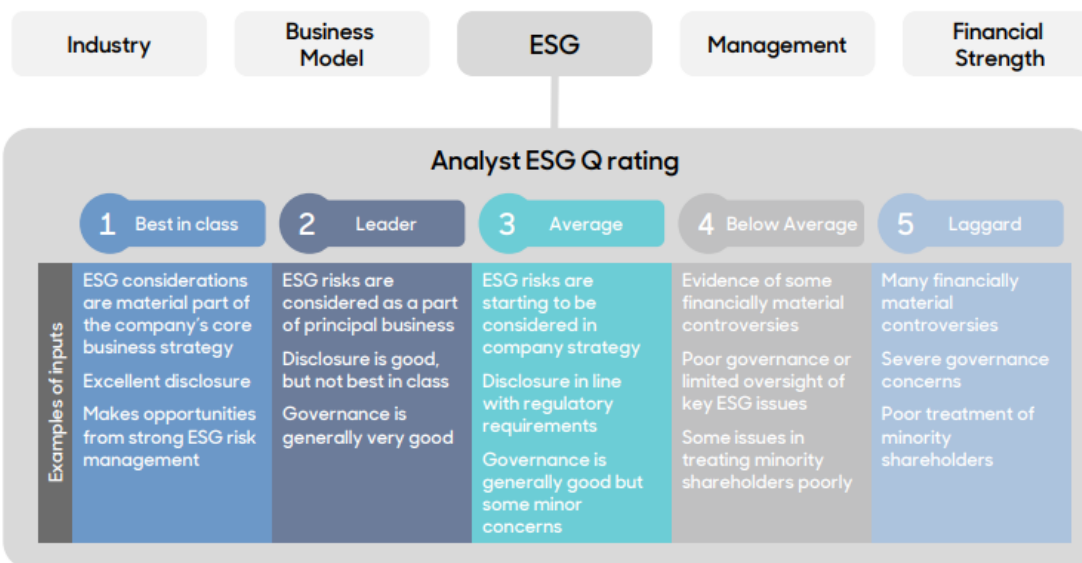 Industry
Business
Model
ESG
Management
Financial
Strength
Analyst ESG Q rating
1 Best in class
2 Leader
3 Average
4 Below Average
5 Laggard
Examples of inputs
ESG considerations
are material part of
the company's core
business strategy
Excellent disclosure
Makes opportunities
from strong ESG risk
management
ESG risks are
considered as a part
of principal business
Disclosure is good,
but not best in class
Governance is
generally very good
ESG risks are
starting to be
considered in
company strategy
Disclosure in line
with regulatory
requirements
Governance is
generally good but
some minor
concerns
Evidence of some
financially material
controversies
Poor governance or
limited oversight of
key ESG issues
Some issues in
treating minority
shareholders poorly
Many financially
material
controversies
Severe governance
concerns
Poor treatment of
minority
shareholders